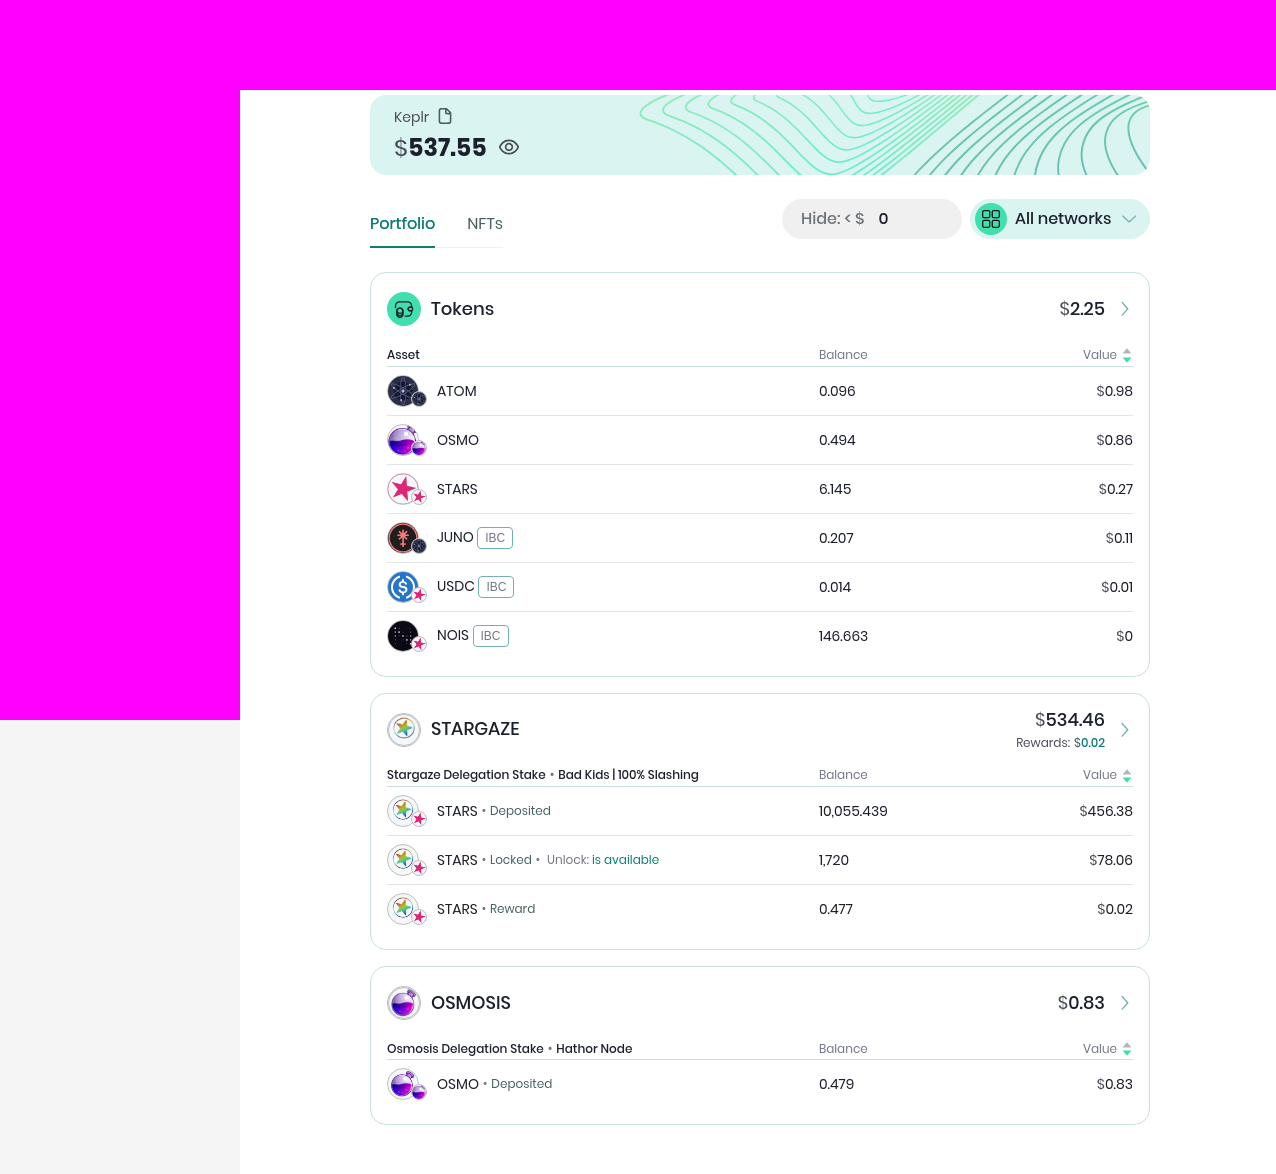 Keplr
$537.55
Portfolio NFTs Hide: < $ 0 All networks
Tokens $2.25
Asset Balance Value
ATOM 0.096 $0.98
OSMO 0.494 $0.86
STARS 6.145 $0.27
JUNO IBC 0.207 $0.11
USDC IBC 0.014 $0.01
NOIS IBC 146.663 $0
STARGAZE $534.46
Rewards: $0.02
Stargaze Delegation Stake • Bad Kids | 100% Slashing Balance Value
STARS • Deposited 10,055.439 $456.38
STARS • Locked • Unlock: is available 1,720 $78.06
STARS • Reward 0.477 $0.02
OSMOSIS $0.83
Osmosis Delegation Stake • Hathor Node Balance Value
OSMO • Deposited 0.479 $0.83